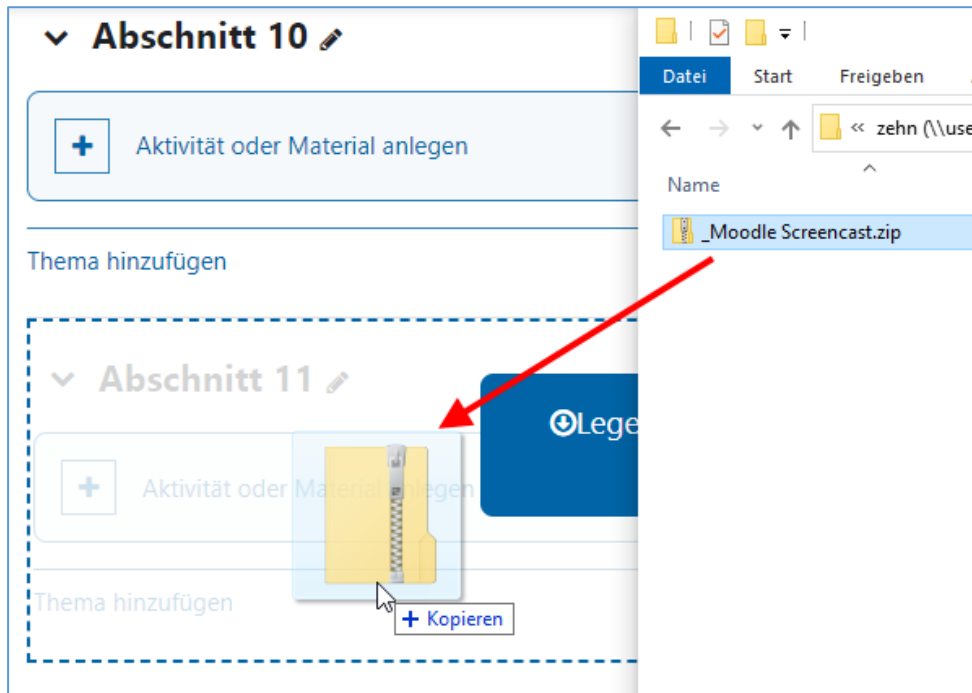 Abschnitt 10
Aktivität oder Material anlegen
Thema hinzufügen
Abschnitt 11
Lege
Aktivität oder Material anlegen
Thema hinzufügen
+ Kopieren
Datei Start Freigeben
« zehn (\\use
Name
_Moodle Screencast.zip